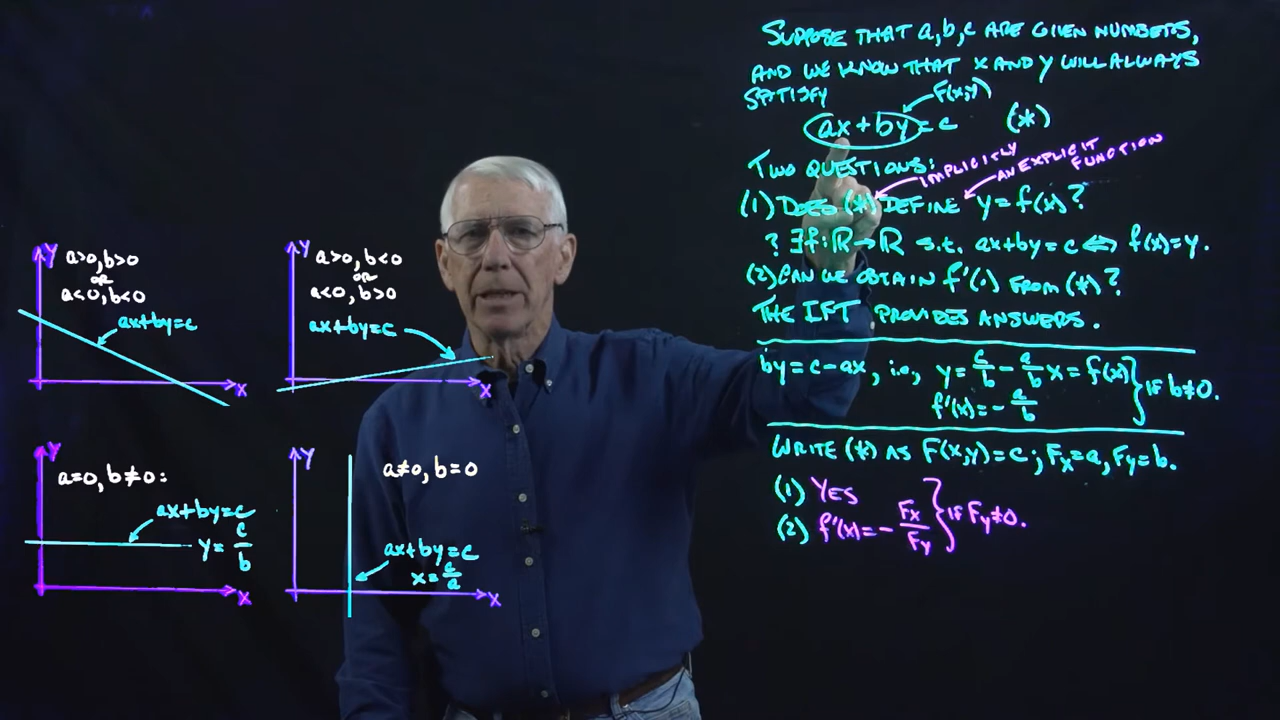 SUPPOSE THAT a,b,c ARE GIVEN NUMBERS,
AND WE KNOW THAT x AND y WILL ALWAYS
SATISFY
F(x,y)
ax+by=c (*)
TWO QUESTIONS:
IMPLICITLY
AN EXPLICIT
FUNCTION
(1) DOES (*) DEFINE y=f(x)?
? ∃f:ℝ→ℝ s.t. ax+by=c ⇔ f(x)=y.
(2) CAN WE OBTAIN f'(·) FROM (*)?
THE IFT PROVIDES ANSWERS.
by=c-ax, i.e., y=c/b-a/b x=f(x)
f'(x)=-a/b } IF b≠0.
WRITE (*) AS F(x,y)=c; Fx=a, Fy=b.
(1) YES
(2) f'(x)=-Fx/Fy } IF Fy≠0.
Y a>0, b>0
OR
a<0, b<0
ax+by=c
X
Y a>0, b<0
OR
a<0, b>0
ax+by=c
X
Y
a=0, b≠0:
ax+by=c
y=c/b
X
Y
a≠0, b=0
ax+by=c
x=c/a
X